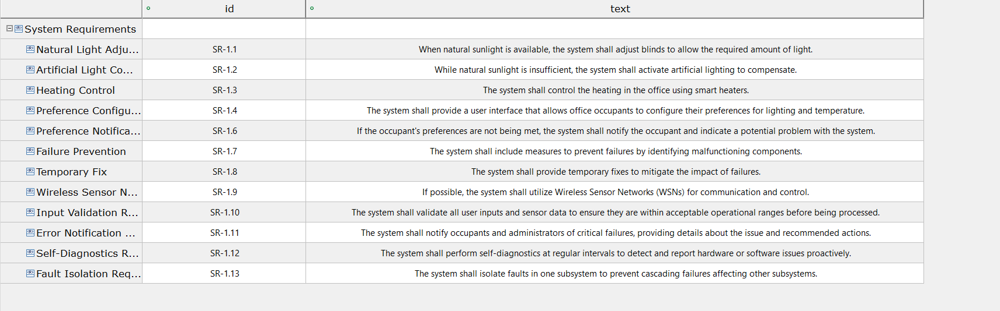 id text
System Requirements
Natural Light Adju... SR-1.1 When natural sunlight is available, the system shall adjust blinds to allow the required amount of light.
Artificial Light Co... SR-1.2 While natural sunlight is insufficient, the system shall activate artificial lighting to compensate.
Heating Control SR-1.3 The system shall control the heating in the office using smart heaters.
Preference Configu... SR-1.4 The system shall provide a user interface that allows office occupants to configure their preferences for lighting and temperature.
Preference Notifica... SR-1.6 If the occupant's preferences are not being met, the system shall notify the occupant and indicate a potential problem with the system.
Failure Prevention SR-1.7 The system shall include measures to prevent failures by identifying malfunctioning components.
Temporary Fix SR-1.8 The system shall provide temporary fixes to mitigate the impact of failures.
Wireless Sensor N... SR-1.9 If possible, the system shall utilize Wireless Sensor Networks (WSNs) for communication and control.
Input Validation R... SR-1.10 The system shall validate all user inputs and sensor data to ensure they are within acceptable operational ranges before being processed.
Error Notification ... SR-1.11 The system shall notify occupants and administrators of critical failures, providing details about the issue and recommended actions.
Self-Diagnostics R... SR-1.12 The system shall perform self-diagnostics at regular intervals to detect and report hardware or software issues proactively.
Fault Isolation Req... SR-1.13 The system shall isolate faults in one subsystem to prevent cascading failures affecting other subsystems.